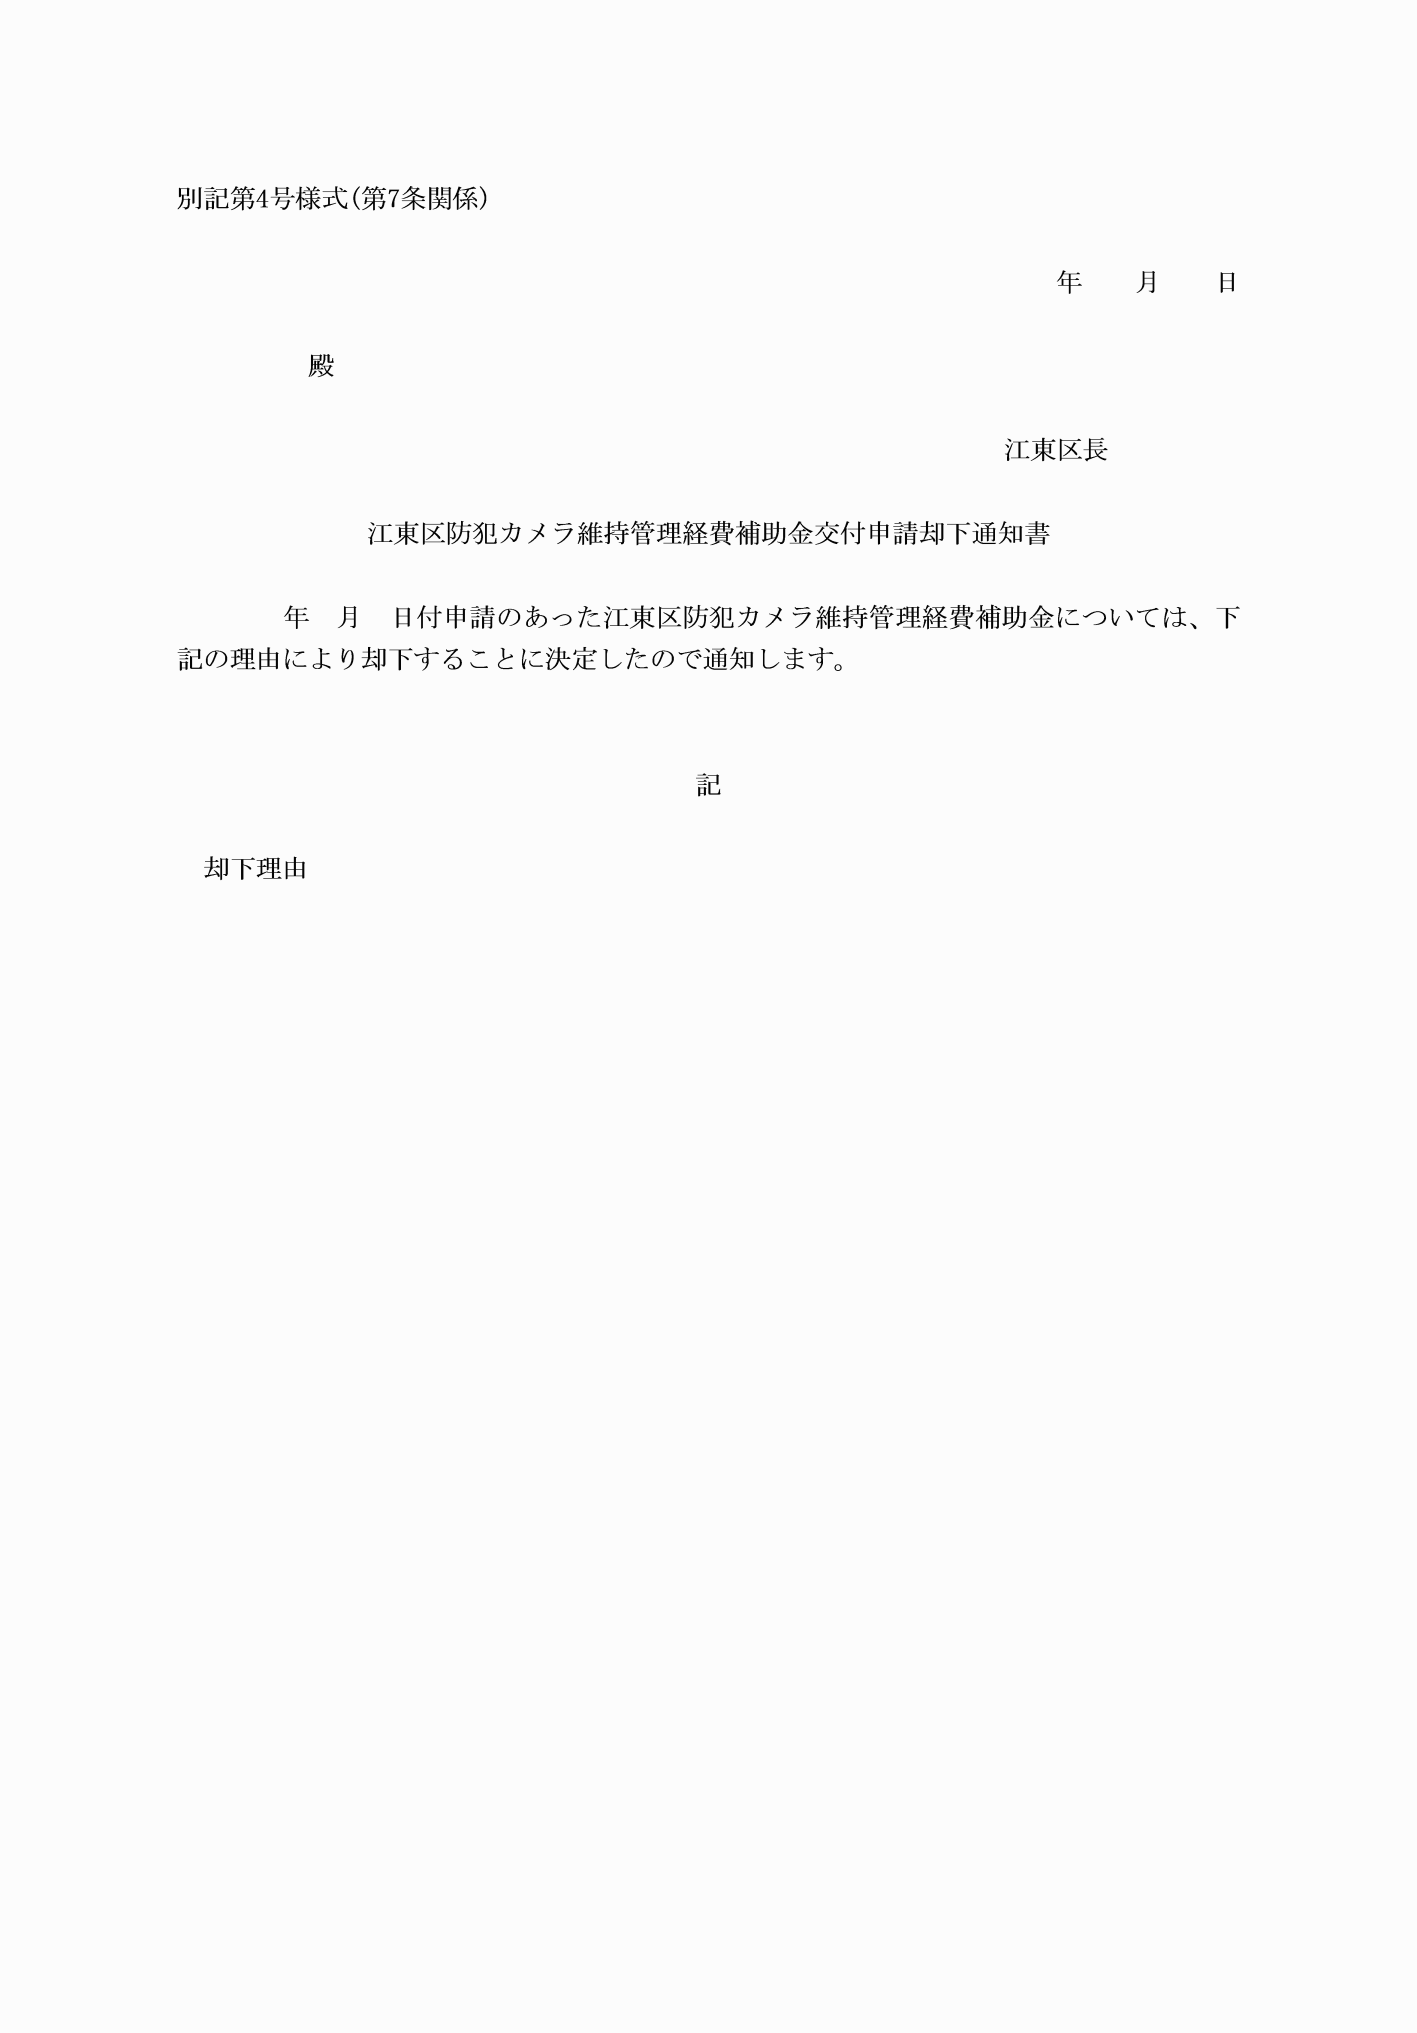 別記第4号様式(第7条関係)
年　　月　　日
殿
江東区長
江東区防犯カメラ維持管理経費補助金交付申請却下通知書
年　月　日付申請のあった江東区防犯カメラ維持管理経費補助金については、下
記の理由により却下することに決定したので通知します。
記
却下理由